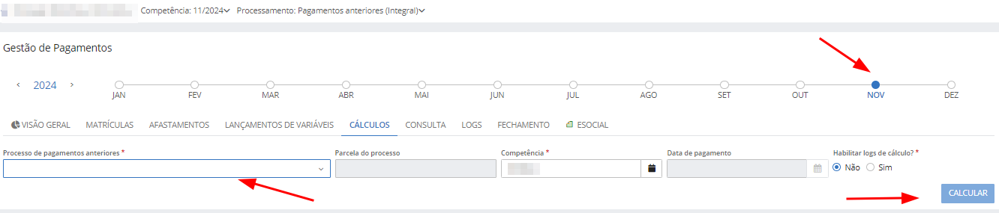 Competência: 11/2024 Processamento: Pagamentos anteriores (Integral)
Gestão de Pagamentos
2024
JAN FEV MAR ABR MAI JUN JUL AGO SET OUT NOV DEZ
VISÃO GERAL MATRÍCULAS AFASTAMENTOS LANÇAMENTOS DE VARIÁVEIS CÁLCULOS CONSULTA LOGS FECHAMENTO ESOCIAL
Processo de pagamentos anteriores * Parcela do processo Competência * Data de pagamento Habilitar logs de cálculo? *
Não Sim
CALCULAR